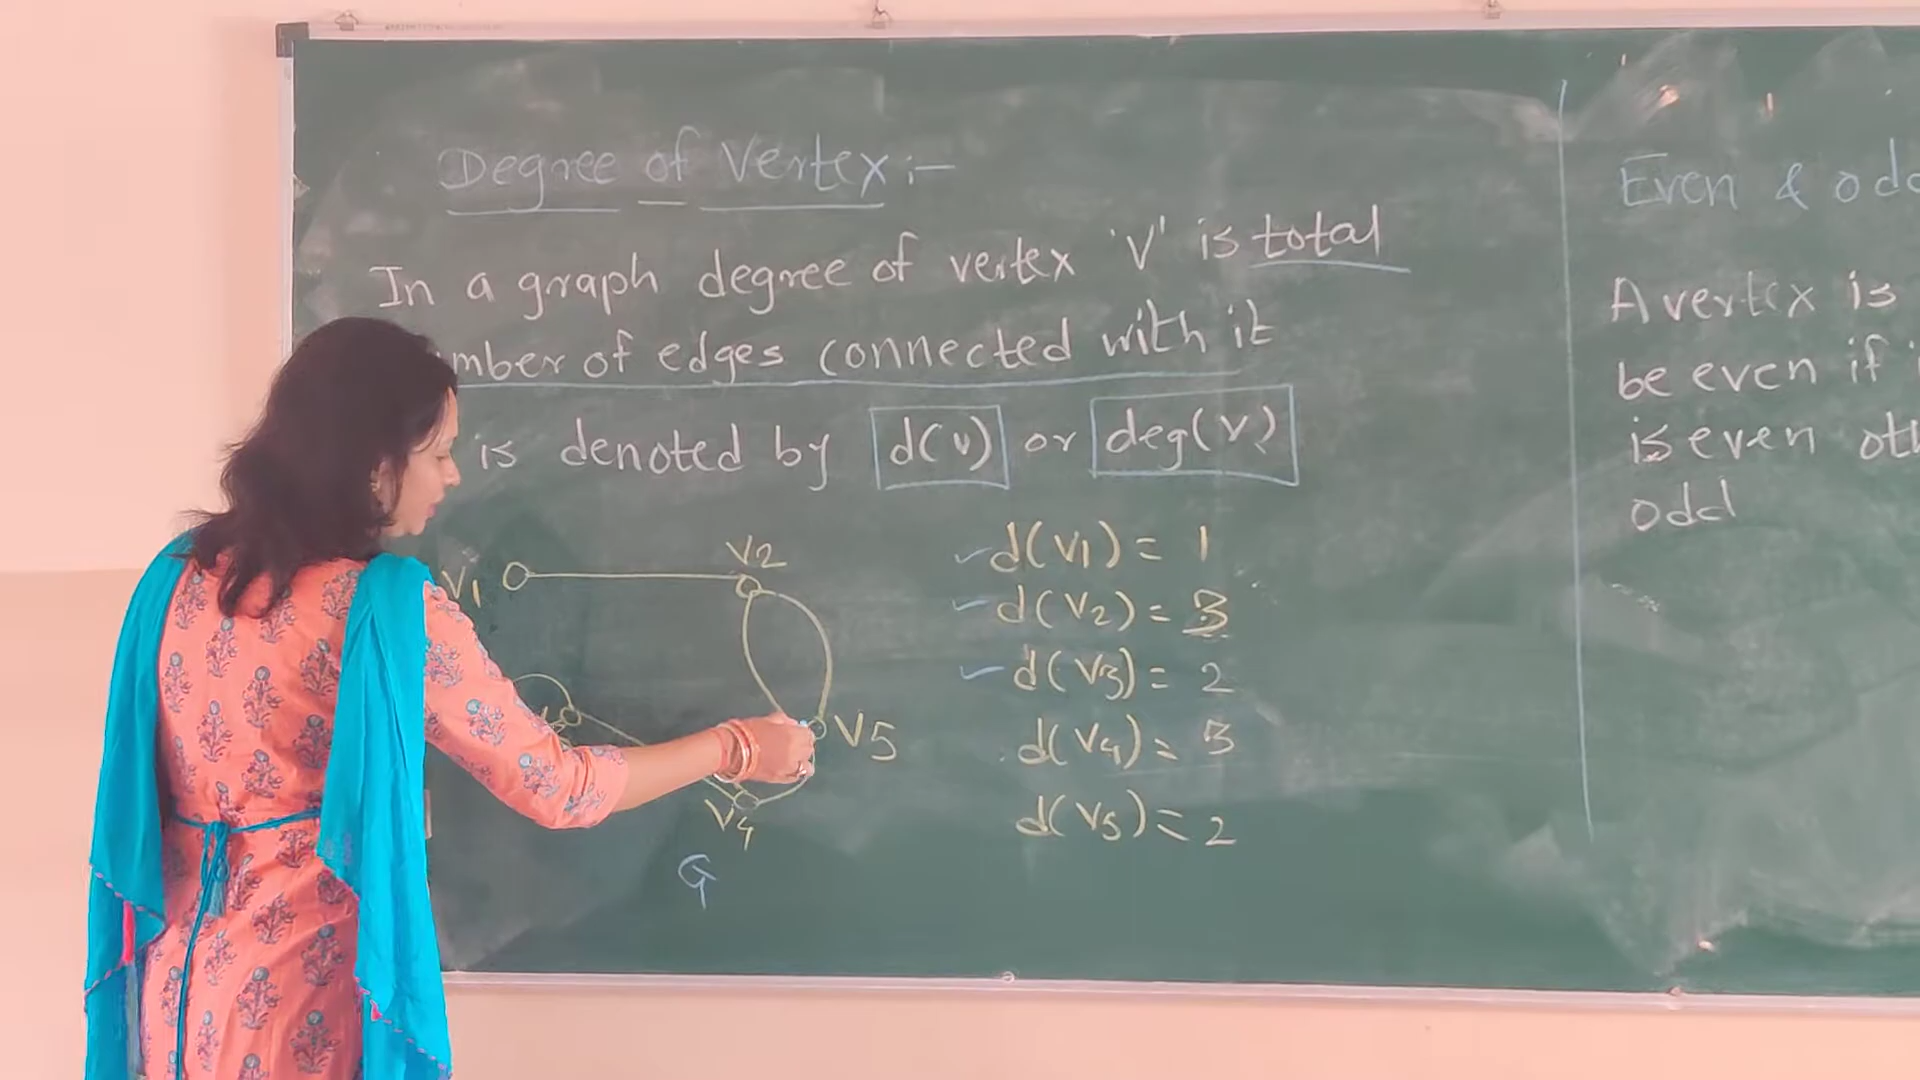 Degree of Vertex :-
In a graph degree of vertex 'V' is total
mber of edges connected with it
is denoted by d(v) or deg(v)
V1
V2
V5
V4
G
d(V1) = 1
d(V2) = 3
d(V3) = 2
d(V4) = 3
d(V5) = 2
Even & odd
A vertex is
be even if i
is even oth
odd